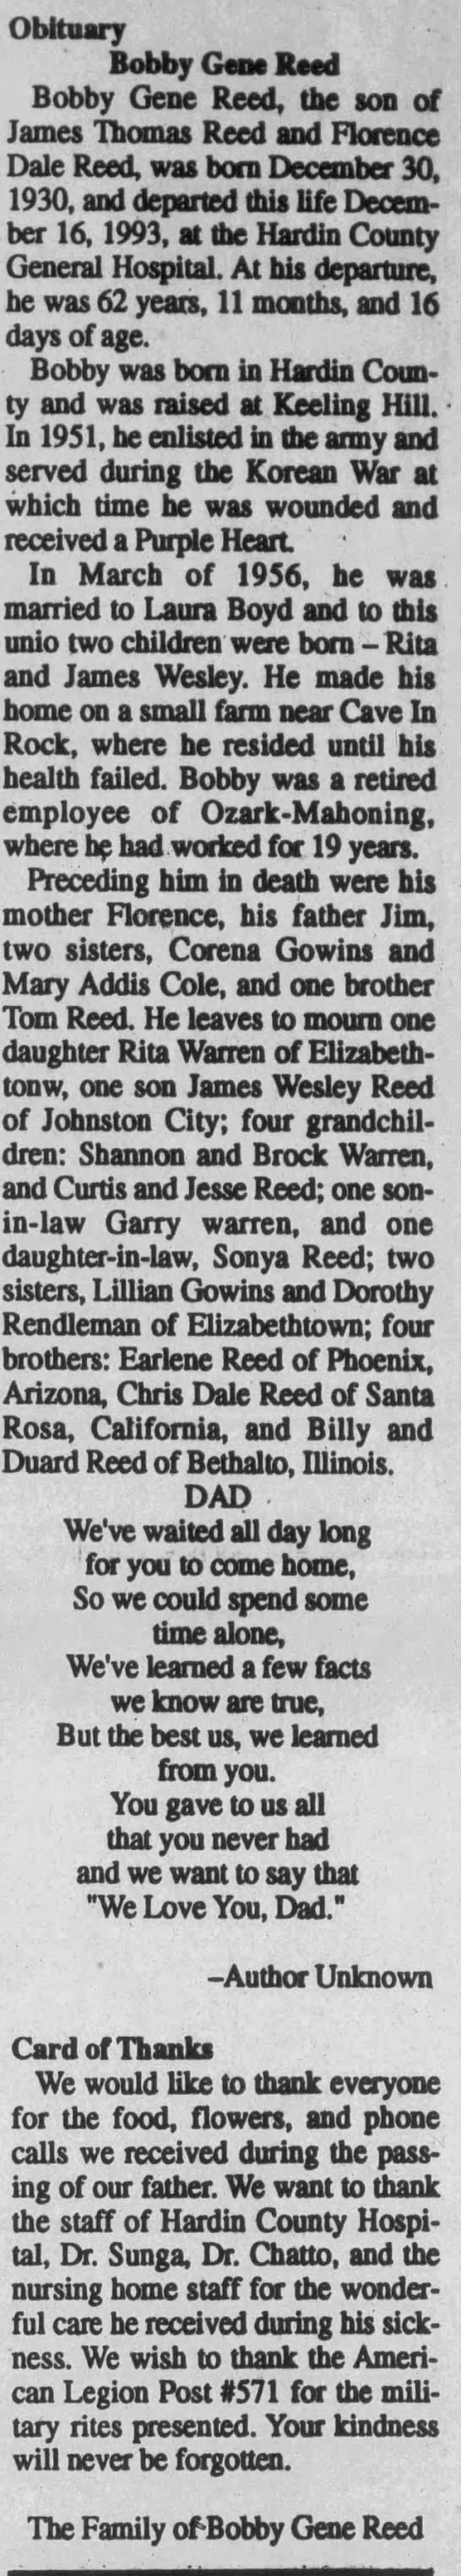 Obituary
Bobby Gene Reed
Bobby Gene Reed, the son of
James Thomas Reed and Florence
Dale Reed, was born December 30,
1930, and departed this life Decem-
ber 16, 1993, at the Hardin County
General Hospital. At his departure,
he was 62 years, 11 months, and 16
days of age.
Bobby was born in Hardin Coun-
ty and was raised at Keeling Hill.
In 1951, he enlisted in the army and
served during the Korean War at
which time he was wounded and
received a Purple Heart.
In March of 1956, he was
married to Laura Boyd and to this
unio two children were born – Rita
and James Wesley. He made his
home on a small farm near Cave In
Rock, where he resided until his
health failed. Bobby was a retired
employee of Ozark-Mahoning,
where he had worked for 19 years.
Preceding him in death were his
mother Florence, his father Jim,
two sisters, Corena Gowins and
Mary Addis Cole, and one brother
Tom Reed. He leaves to mourn one
daughter Rita Warren of Elizabeth-
tonw, one son James Wesley Reed
of Johnston City; four grandchil-
dren: Shannon and Brock Warren,
and Curtis and Jesse Reed; one son-
in-law Garry warren, and one
daughter-in-law, Sonya Reed; two
sisters, Lillian Gowins and Dorothy
Rendleman of Elizabethtown; four
brothers: Earlene Reed of Phoenix,
Arizona, Chris Dale Reed of Santa
Rosa, California, and Billy and
Duard Reed of Bethalto, Illinois.
DAD
We've waited all day long
for you to come home,
So we could spend some
time alone,
We've learned a few facts
we know are true,
But the best us, we learned
from you.
You gave to us all
that you never had
and we want to say that
"We Love You, Dad."
–Author Unknown
Card of Thanks
We would like to thank everyone
for the food, flowers, and phone
calls we received during the pass-
ing of our father. We want to thank
the staff of Hardin County Hospi-
tal, Dr. Sunga, Dr. Chatto, and the
nursing home staff for the wonder-
ful care he received during his sick-
ness. We wish to thank the Ameri-
can Legion Post #571 for the mili-
tary rites presented. Your kindness
will never be forgotten.
The Family of Bobby Gene Reed